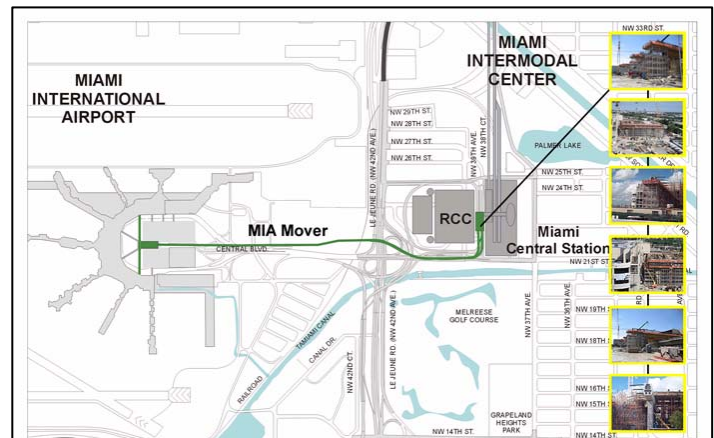 NW 33RD ST.
MIAMI
INTERMODAL
CENTER
MIAMI
INTERNATIONAL
AIRPORT
NW 29TH ST.
NW 28TH ST.
NW 27TH ST.
NW 26TH ST.
LE JEUNE RD. (NW 42ND AVE.)
NW 39TH AVE.
NW 38TH CT.
PALMER LAKE
NW 25TH ST.
NW 24TH ST.
RCC
MIA Mover
CENTRAL BLVD.
Miami
Central Station
NW 21ST ST
RD
MELREESE
GOLF COURSE
TAMIAMI CANAL
CANAL DR.
RAILROAD
NW 42ND CT.
LE JEUNE RD. (NW 42ND AVE.)
NW 37TH AVE.
NW 36TH AVE.
NW 19TH
NW 18TH
NW 16TH
NW 15TH
GRAPELAND
HEIGHTS
PARK
NW 14TH ST.
NW 14TH ST.